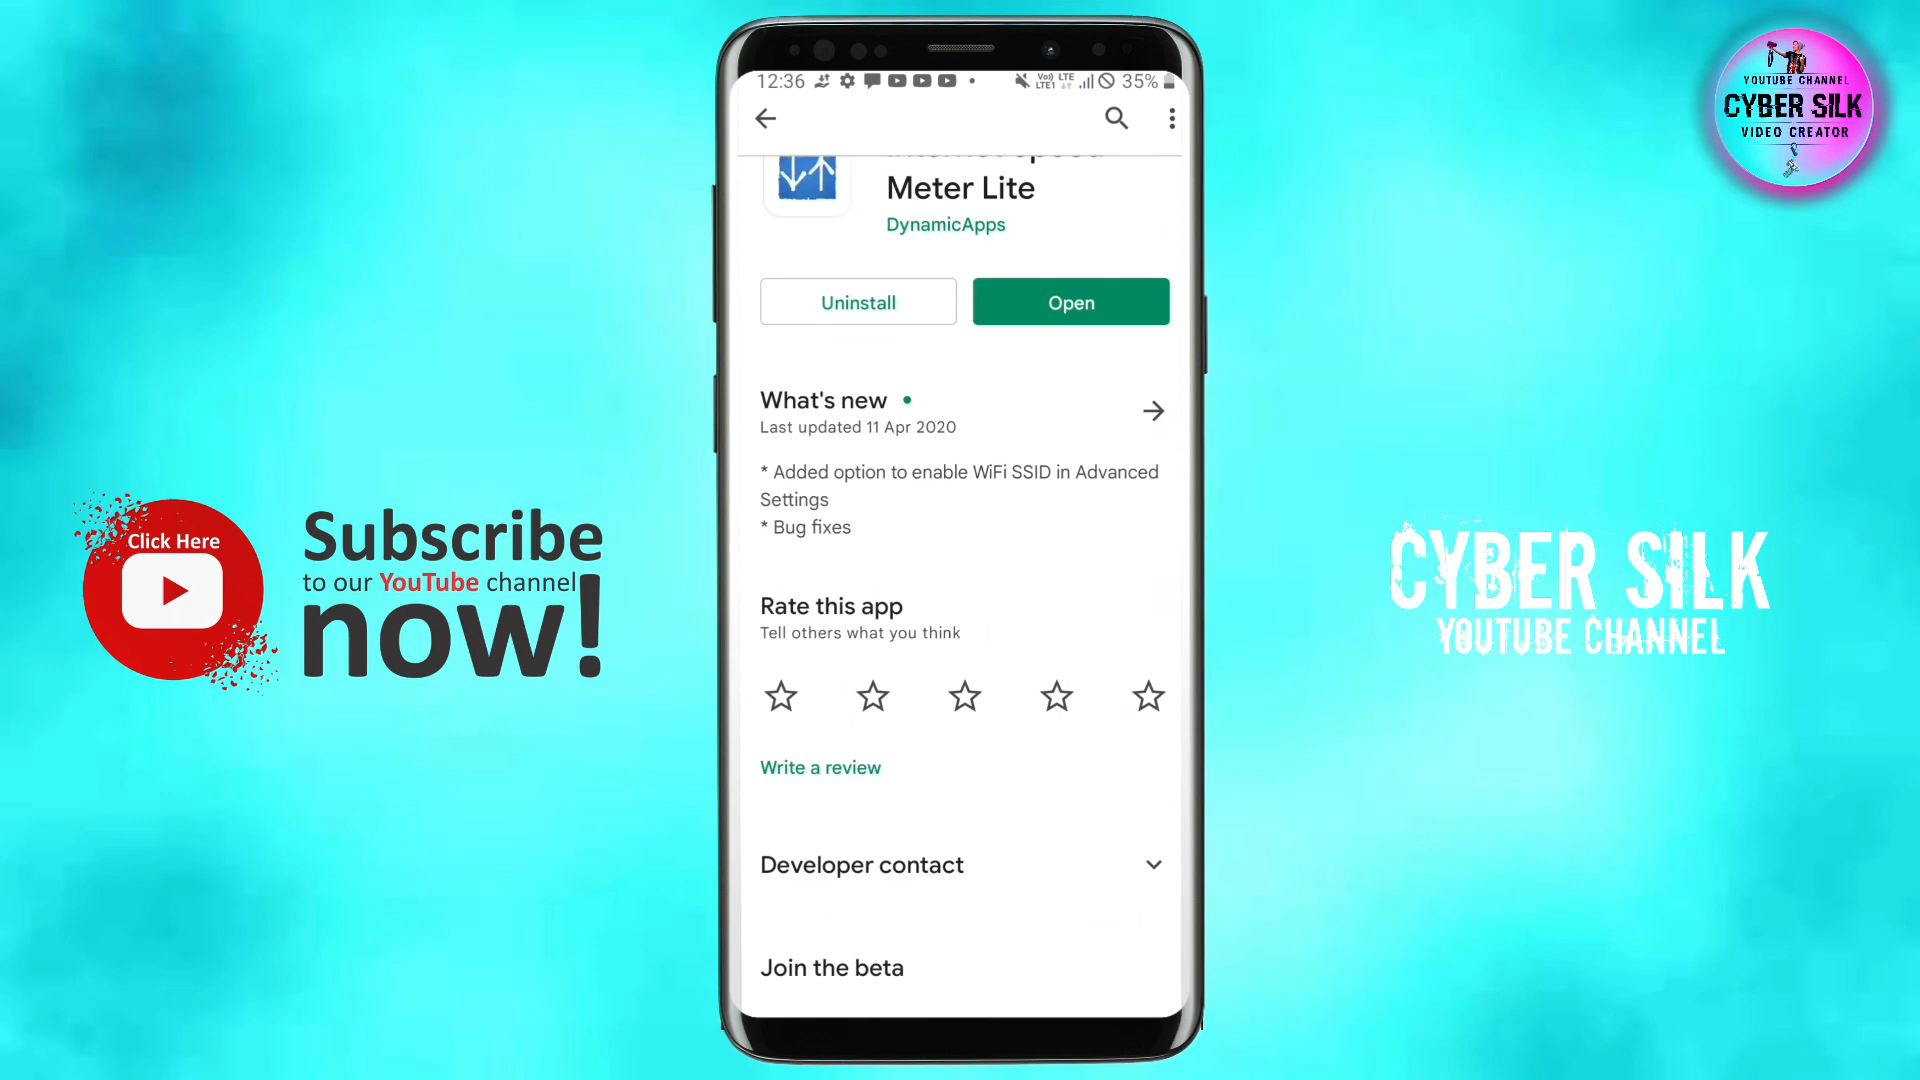 12:36
VoI) LTE
LTE1
35%
Meter Lite
DynamicApps
Uninstall
Open
What's new
Last updated 11 Apr 2020
* Added option to enable WiFi SSID in Advanced
Settings
* Bug fixes
Rate this app
Tell others what you think
Write a review
Developer contact
Join the beta
Click Here
Subscribe
to our YouTube channel
now!
YOUTUBE CHANNEL
CYBER SILK
VIDEO CREATOR
CYBER SILK
YOUTUBE CHANNEL